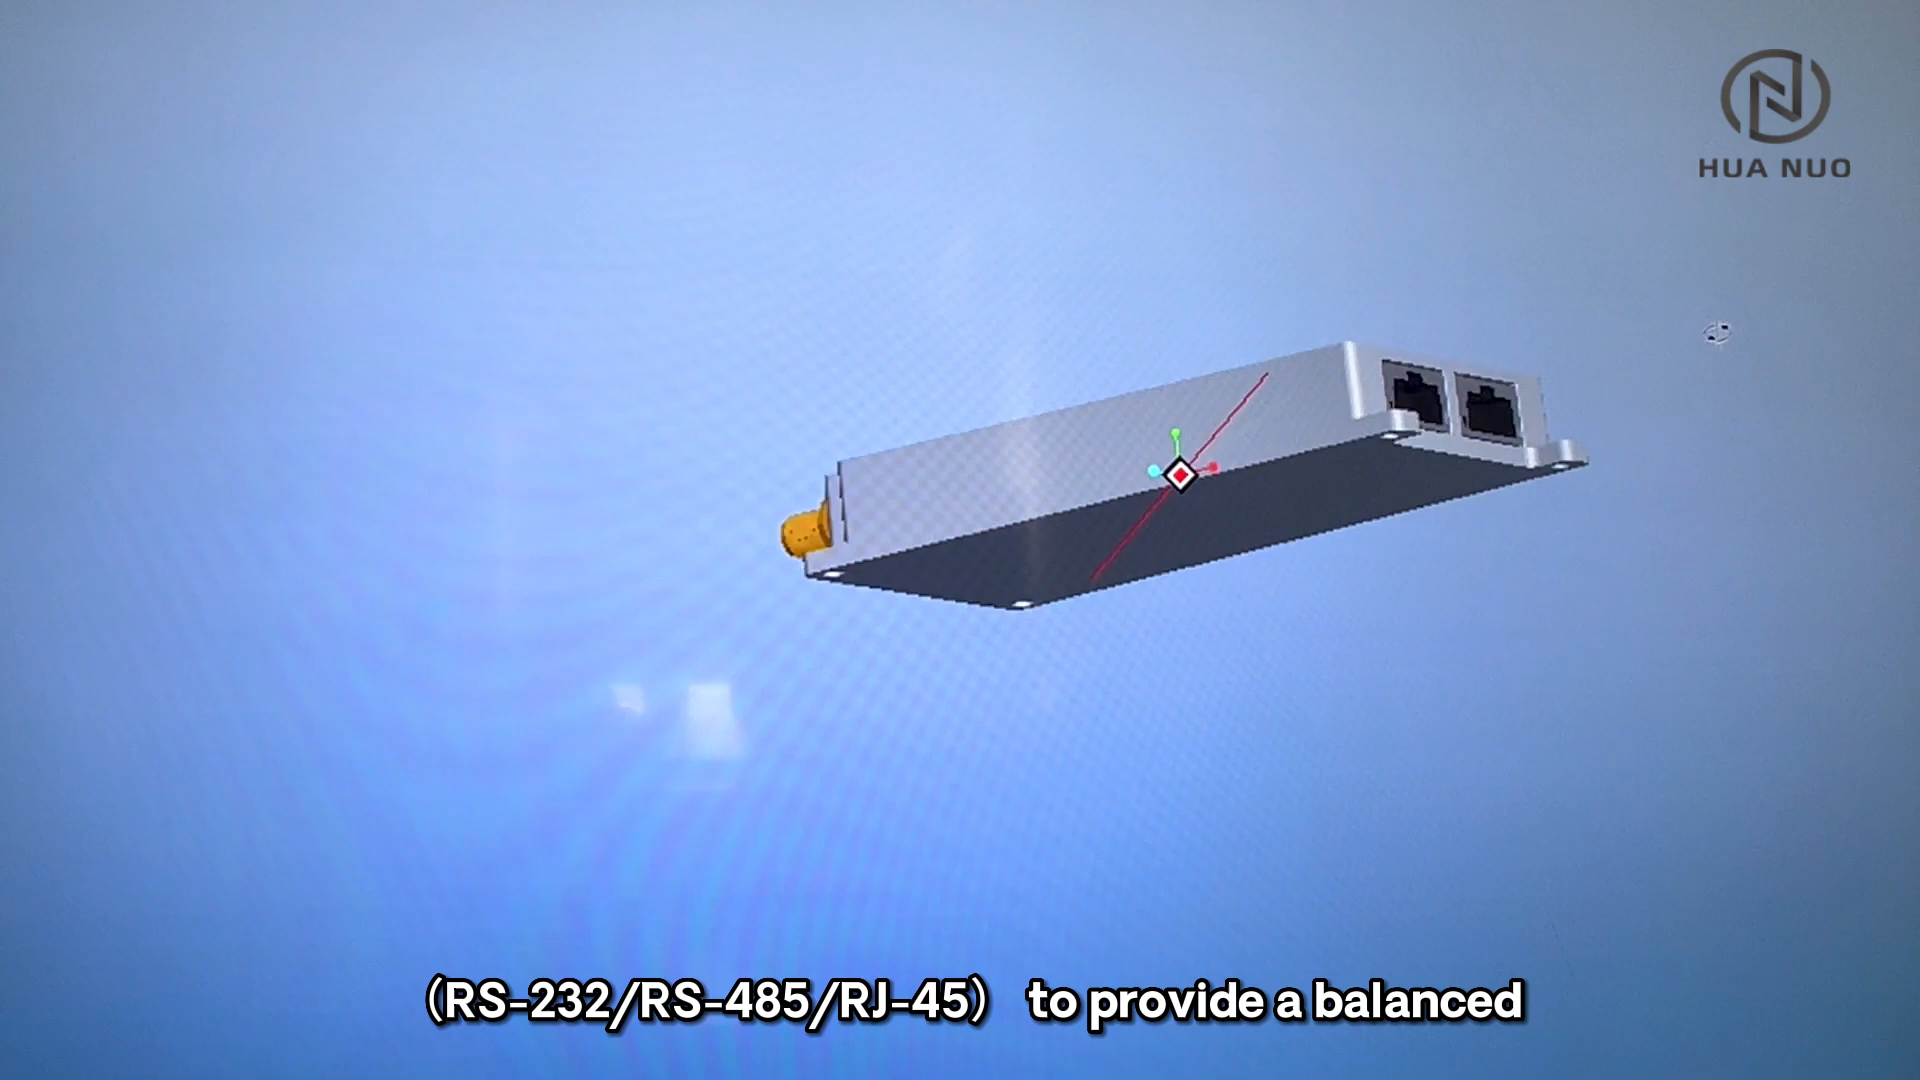 HUA NUO
（RS-232/RS-485/RJ-45） to provide a balanced